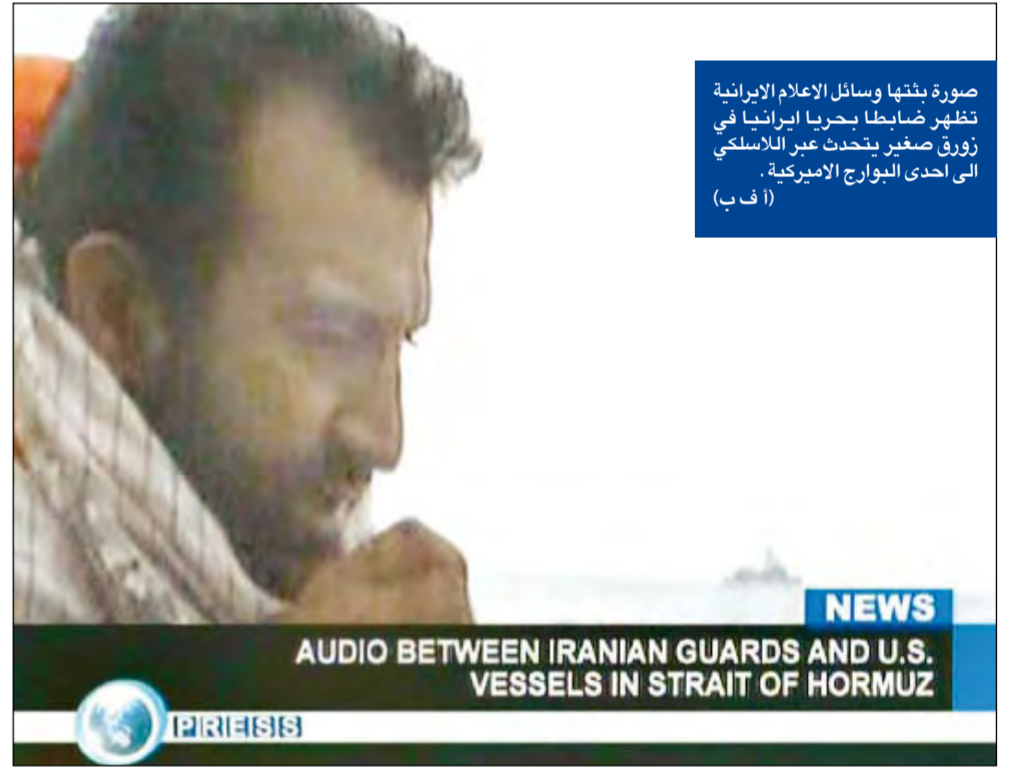 صورة بثتها وسائل الاعلام الايرانية
تظهر ضابطا بحريا ايرانيا في
زورق صغير يتحدث عبر اللاسلكي
الى احدى البوارج الاميركية .
(أ ف ب)
NEWS
AUDIO BETWEEN IRANIAN GUARDS AND U.S.
VESSELS IN STRAIT OF HORMUZ
PRESS